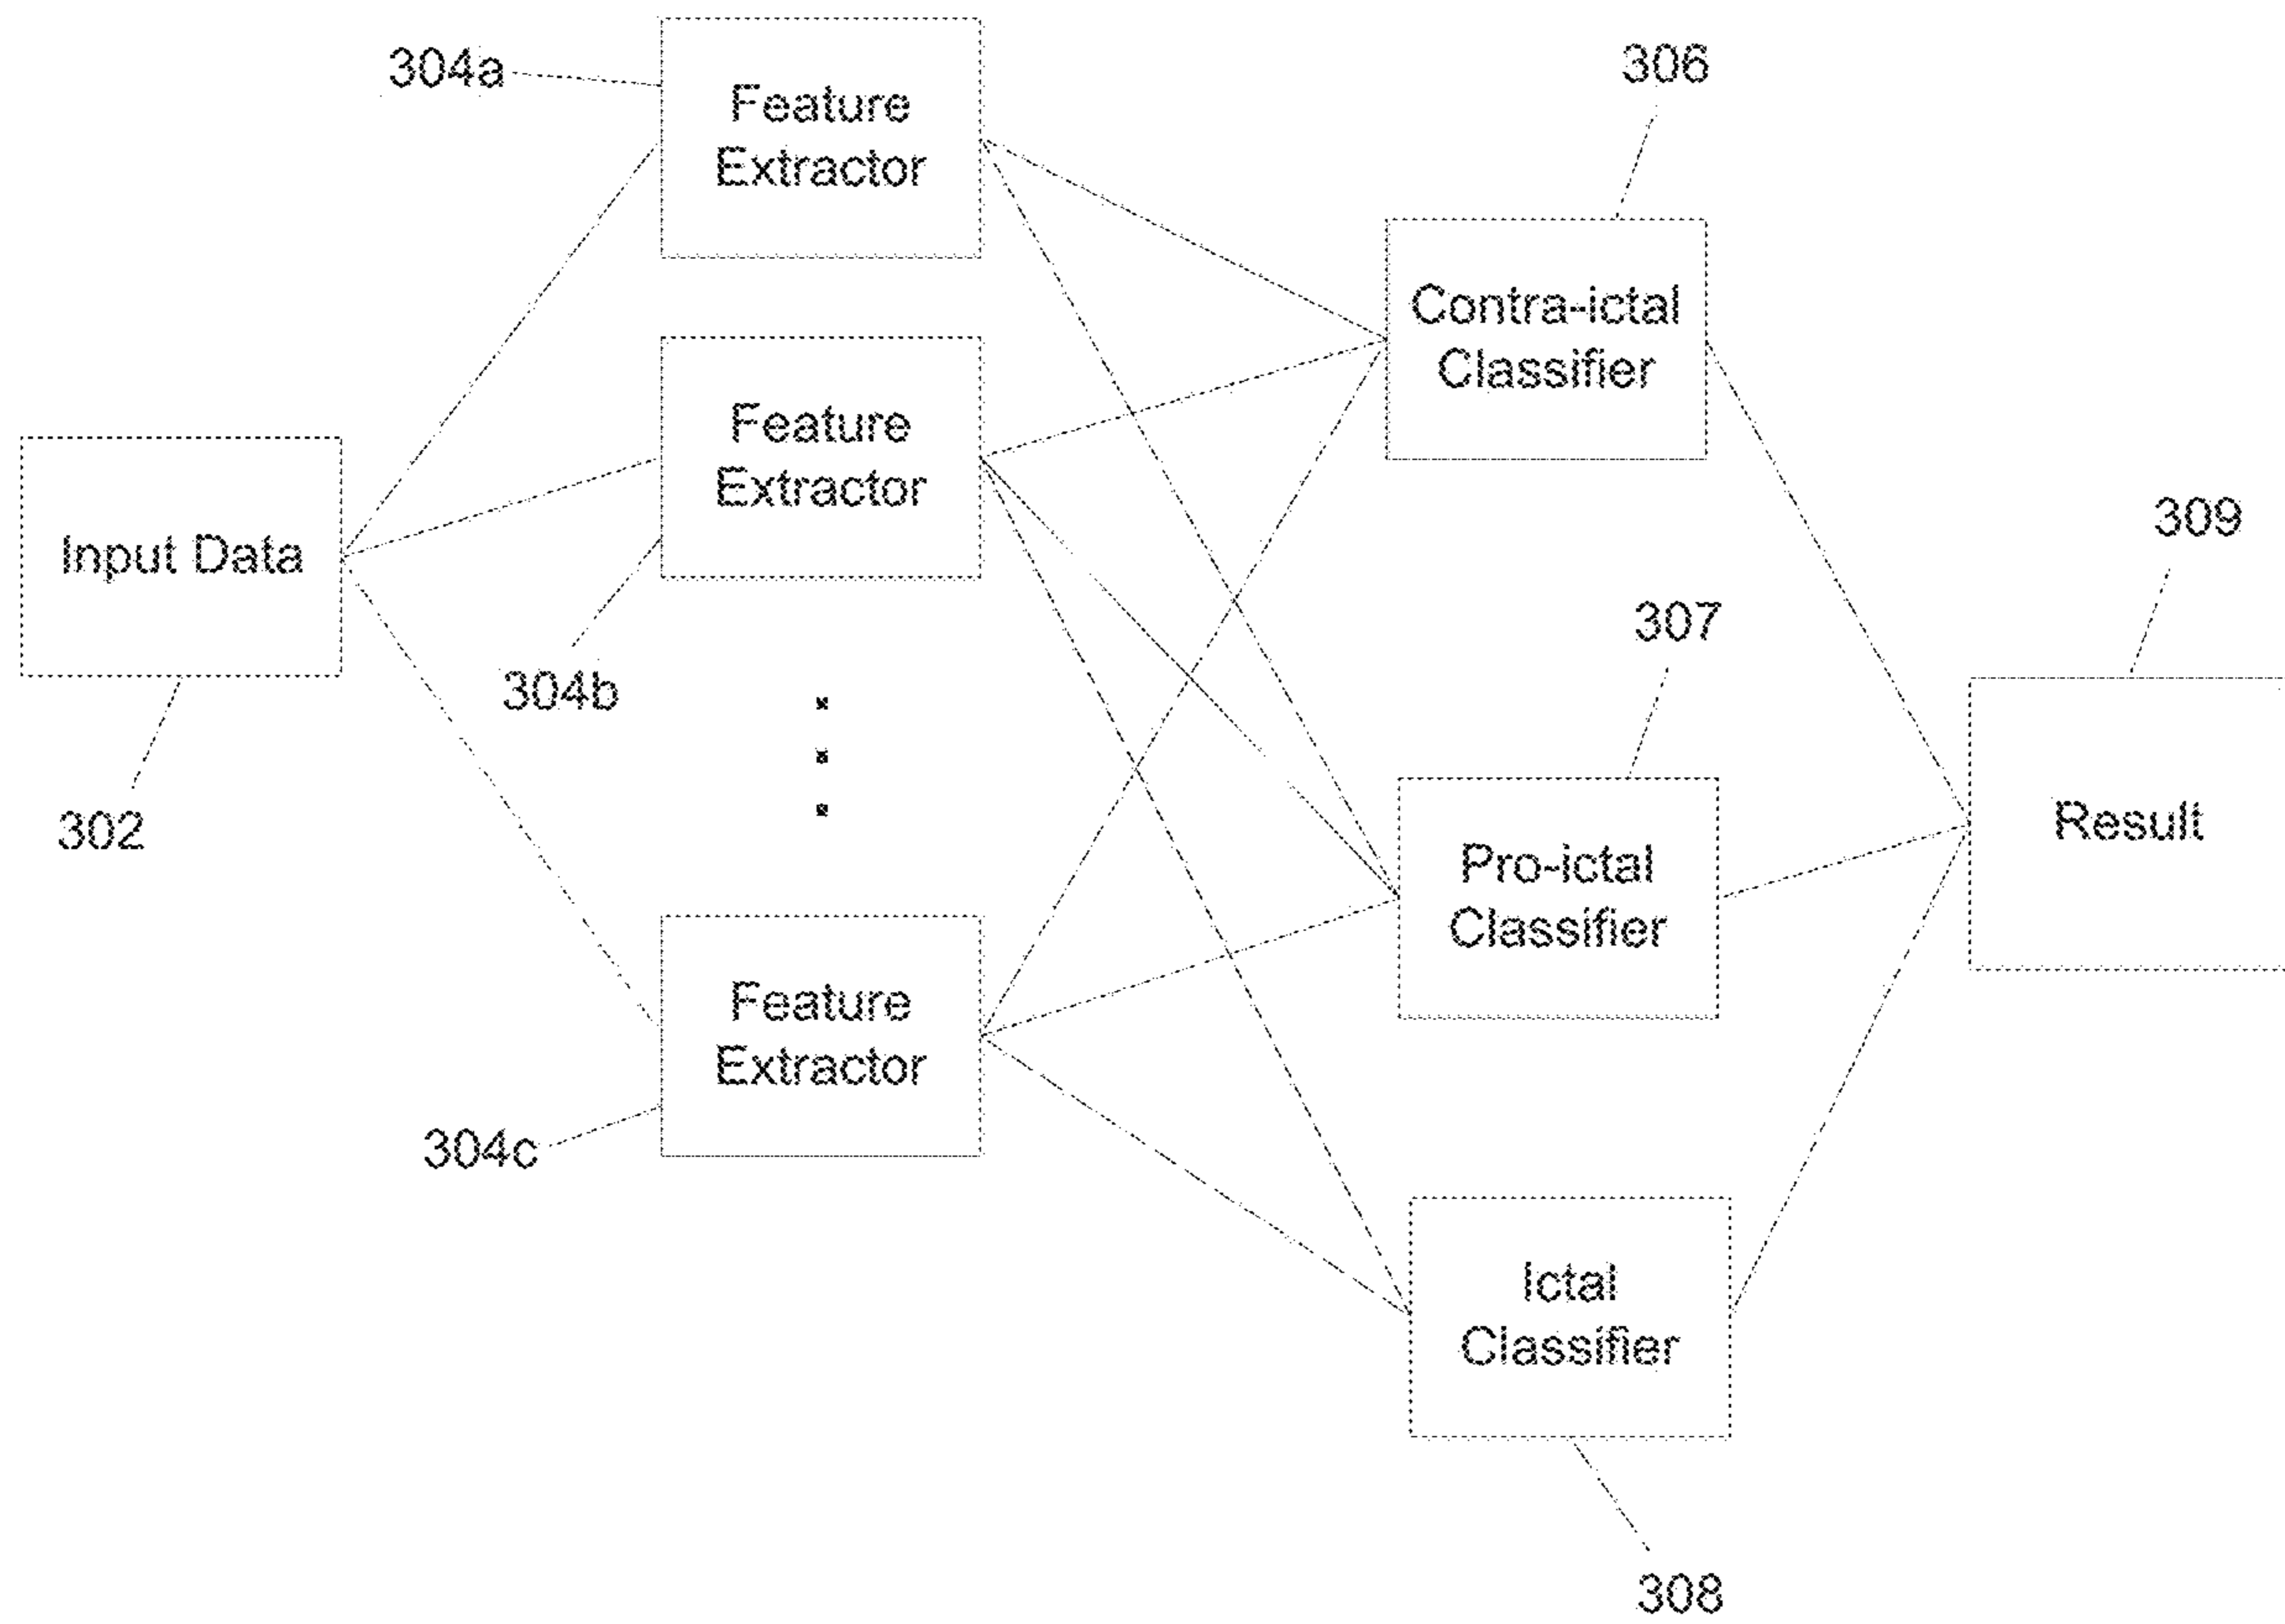 304a
Feature
Extractor
306
Contra-ictal
Classifier
Feature
Extractor
304b
Input Data
302
309
307
Result
Pro-ictal
Classifier
Feature
Extractor
304c
Ictal
Classifier
308